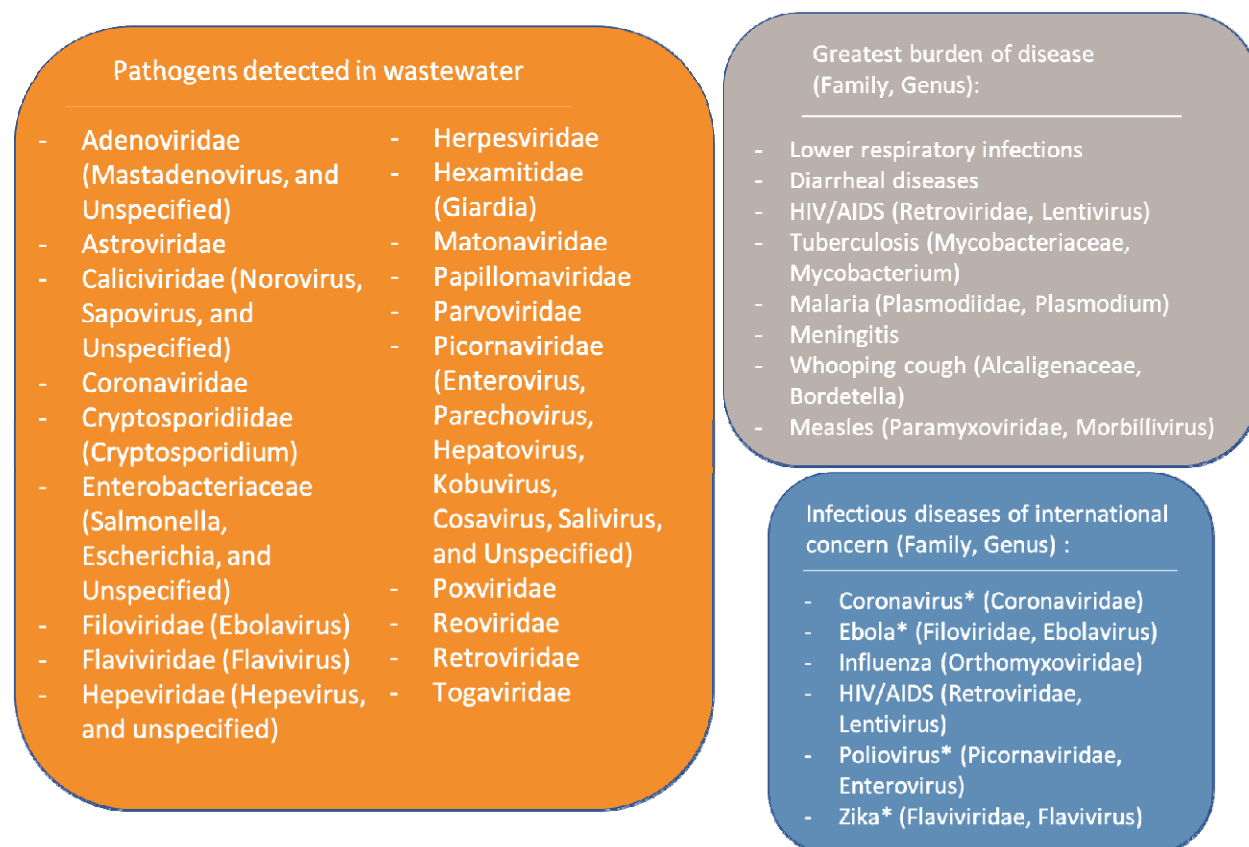 Pathogens detected in wastewater
- Adenoviridae
(Mastadenovirus, and
Unspecified)
- Astroviridae
- Caliciviridae (Norovirus,
Sapovirus, and
Unspecified)
- Coronaviridae
- Cryptosporidiidae
(Cryptosporidium)
- Enterobacteriaceae
(Salmonella,
Escherichia, and
Unspecified)
- Filoviridae (Ebolavirus)
- Flaviviridae (Flavivirus)
- Hepeviridae (Hepevirus,
and unspecified)
- Herpesviridae
- Hexamitidae
(Giardia)
- Matonaviridae
- Papillomaviridae
- Parvoviridae
- Picornaviridae
(Enterovirus,
Parechovirus,
Hepatovirus,
Kobuvirus,
Cosavirus, Salivirus,
and Unspecified)
- Poxviridae
- Reoviridae
- Retroviridae
- Togaviridae
Greatest burden of disease
(Family, Genus):
- Lower respiratory infections
- Diarrheal diseases
- HIV/AIDS (Retroviridae, Lentivirus)
- Tuberculosis (Mycobacteriaceae,
Mycobacterium)
- Malaria (Plasmodiidae, Plasmodium)
- Meningitis
- Whooping cough (Alcaligenaceae,
Bordetella)
- Measles (Paramyxoviridae, Morbillivirus)
Infectious diseases of international
concern (Family, Genus) :
- Coronavirus* (Coronaviridae)
- Ebola* (Filoviridae, Ebolavirus)
- Influenza (Orthomyxoviridae)
- HIV/AIDS (Retroviridae,
Lentivirus)
- Poliovirus* (Picornaviridae,
Enterovirus)
- Zika* (Flaviviridae, Flavivirus)